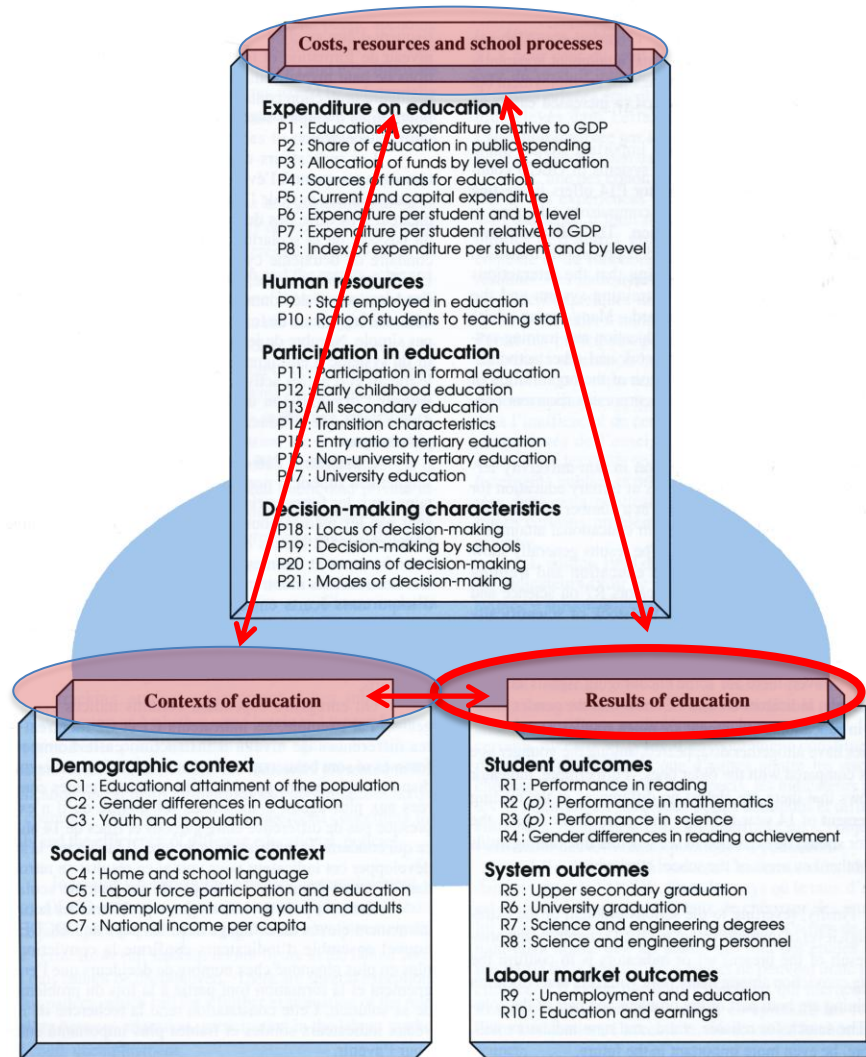 Costs, resources and school processes
Expenditure on education
P1 : Educational expenditure relative to GDP
P2 : Share of education in public spending
P3 : Allocation of funds by level of education
P4 : Sources of funds for education
P5 : Current and capital expenditure
P6 : Expenditure per student and by level
P7 : Expenditure per student relative to GDP
P8 : Index of expenditure per student and by level
Human resources
P9 : Staff employed in education
P10 : Ratio of students to teaching staff
Participation in education
P11 : Participation in formal education
P12 : Early childhood education
P13 : All secondary education
P14 : Transition characteristics
P15 : Entry ratio to tertiary education
P16 : Non-university tertiary education
P17 : University education
Decision-making characteristics
P18 : Locus of decision-making
P19 : Decision-making by schools
P20 : Domains of decision-making
P21 : Modes of decision-making
Contexts of education
Demographic context
C1 : Educational attainment of the population
C2 : Gender differences in education
C3 : Youth and population
Social and economic context
C4 : Home and school language
C5 : Labour force participation and education
C6 : Unemployment among youth and adults
C7 : National income per capita
Results of education
Student outcomes
R1 : Performance in reading
R2 (p) : Performance in mathematics
R3 (p) : Performance in science
R4 : Gender differences in reading achievement
System outcomes
R5 : Upper secondary graduation
R6 : University graduation
R7 : Science and engineering degrees
R8 : Science and engineering personnel
Labour market outcomes
R9 : Unemployment and education
R10 : Education and earnings